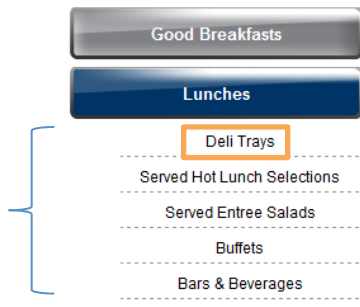 Good Breakfasts
Lunches
Deli Trays
Served Hot Lunch Selections
Served Entree Salads
Buffets
Bars & Beverages